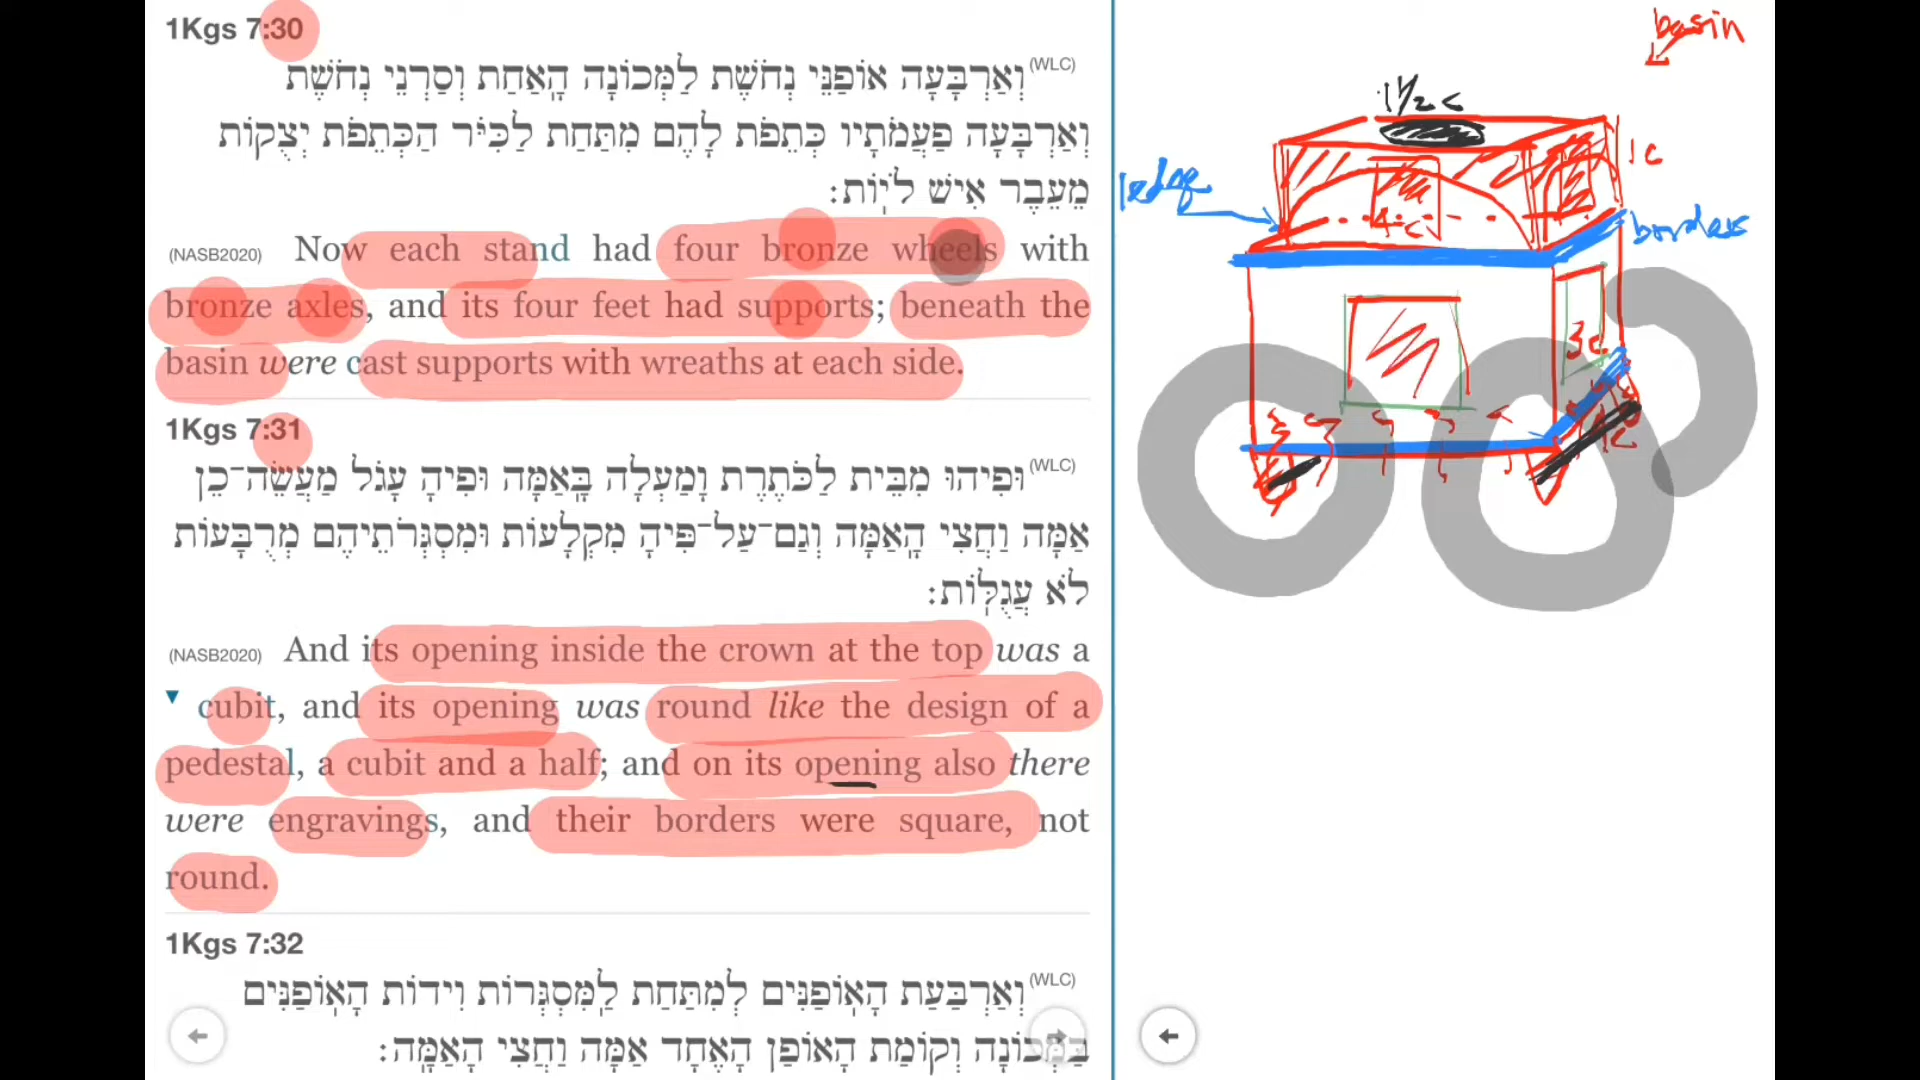 1Kgs 7:30
(WLC) וְאַרְבָּעָה אוֹפַנֵּי נְחֹשֶׁת לַמְּכוֹנָה הָאַחַת וְסַרְנֵי נְחֹשֶׁת
וְאַרְבָּעָה פַעֲמֹתָיו כְּתֵפֹת לָהֶם מִתַּחַת לַכִּיֹּר הַכְּתֵפֹת יְצֻקוֹת
מֵעֵבֶר אִישׁ לֹיוֹת׃
(NASB2020) Now each stand had four bronze wheels with
bronze axles, and its four feet had supports; beneath the
basin were cast supports with wreaths at each side.
1Kgs 7:31
(WLC) וּפִיהוּ מִבֵּית לַכֹּתֶרֶת וָמַעְלָה בָּאַמָּה וּפִיהָ עָגֹל מַעֲשֵׂה־כֵן
אַמָּה וַחֲצִי הָאַמָּה וְגַם־עַל־פִּיהָ מִקְלָעוֹת וּמִסְגְּרֹתֵיהֶם מְרֻבָּעוֹת
לֹא עֲגֻלּוֹת׃
(NASB2020) And its opening inside the crown at the top was a
cubit, and its opening was round like the design of a
pedestal, a cubit and a half; and on its opening also there
were engravings, and their borders were square, not
round.
1Kgs 7:32
(WLC) וְאַרְבַּעַת הָאוֹפַנִּים לְמִתַּחַת לַמִּסְגְּרוֹת וִידוֹת הָאוֹפַנִּים
בַּמְּכוֹנָה וְקוֹמַת הָאוֹפַן הָאֶחָד אַמָּה וַחֲצִי הָאַמָּה׃
basin
1 1/2 c
1c
ledge
4c
borders
3c
1c